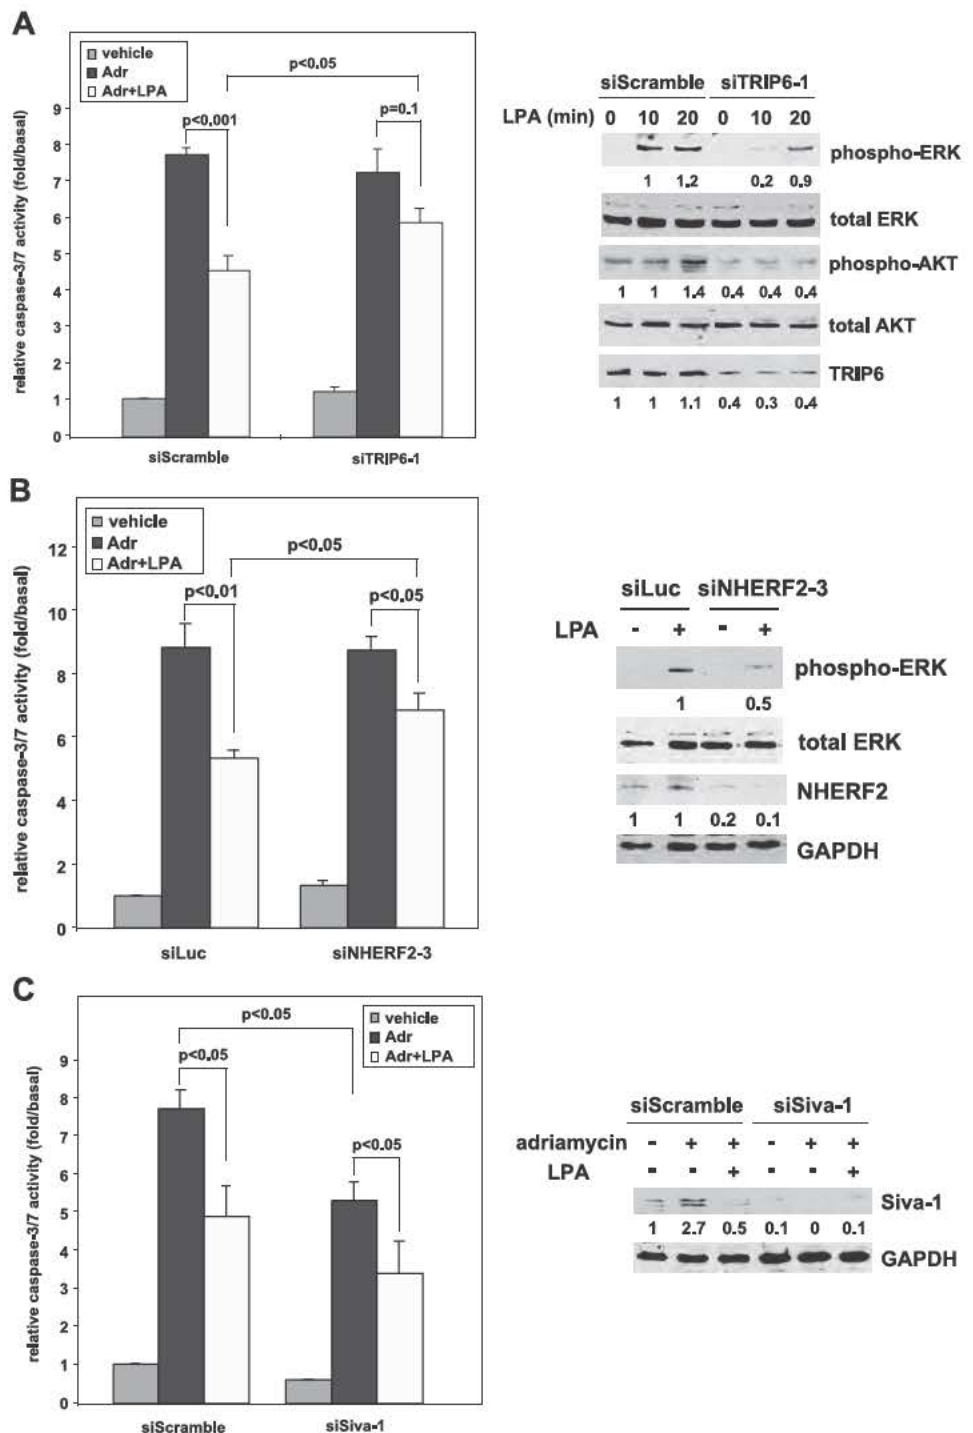 A
vehicle
Adr
Adr+LPA
p<0.05
p<0.001
p=0.1
relative caspase-3/7 activity (fold/basal)
9
8
7
6
5
4
3
2
1
0
siScramble siTRIP6-1
siScramble siTRIP6-1
LPA (min) 0 10 20 0 10 20
phospho-ERK
1 1.2 0.2 0.9
total ERK
phospho-AKT
1 1 1.4 0.4 0.4 0.4
total AKT
TRIP6
1 1 1.1 0.4 0.3 0.4
B
vehicle
Adr
Adr+LPA
p<0.05
p<0.01
p<0.05
relative caspase-3/7 activity (fold/basal)
12
10
8
6
4
2
0
siLuc siNHERF2-3
siLuc siNHERF2-3
LPA - + - +
phospho-ERK
1 0.5
total ERK
NHERF2
1 1 0.2 0.1
GAPDH
C
vehicle
Adr
Adr+LPA
p<0.05
p<0.05
p<0.05
relative caspase-3/7 activity (fold/basal)
9
8
7
6
5
4
3
2
1
0
siScramble siSiva-1
siScramble siSiva-1
adriamycin - + + - + +
LPA - - + - - +
Siva-1
1 2.7 0.5 0.1 0 0.1
GAPDH